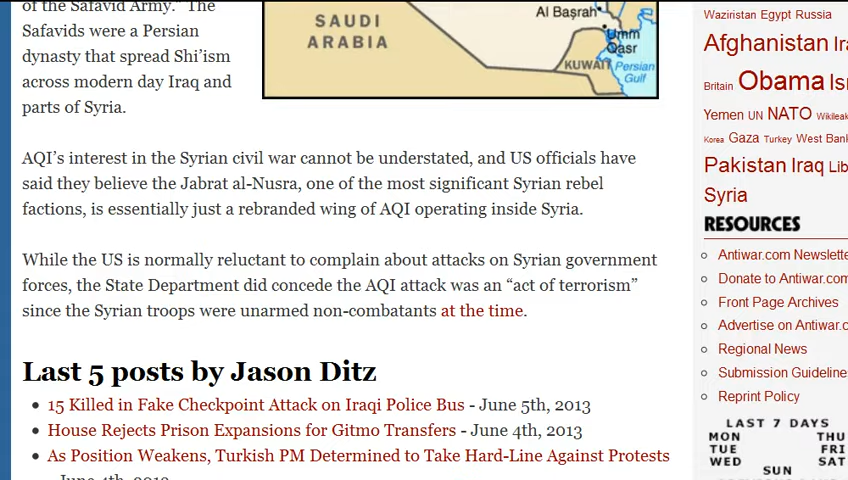 of the Safavid Army." The
Safavids were a Persian
dynasty that spread Shi'ism
across modern day Iraq and
parts of Syria.
SAUDI
ARABIA
Al Başrah
Umm
Qasr
KUWAIT
Persian
Gulf
AQI's interest in the Syrian civil war cannot be understated, and US officials have
said they believe the Jabrat al-Nusra, one of the most significant Syrian rebel
factions, is essentially just a rebranded wing of AQI operating inside Syria.
While the US is normally reluctant to complain about attacks on Syrian government
forces, the State Department did concede the AQI attack was an “act of terrorism”
since the Syrian troops were unarmed non-combatants at the time.
Last 5 posts by Jason Ditz
15 Killed in Fake Checkpoint Attack on Iraqi Police Bus - June 5th, 2013
House Rejects Prison Expansions for Gitmo Transfers - June 4th, 2013
As Position Weakens, Turkish PM Determined to Take Hard-Line Against Protests
- June 4th, 2013
Waziristan Egypt Russia
Afghanistan Ira
Britain Obama Isr
Yemen UN NATO Wikileak
Korea Gaza Turkey West Bank
Pakistan Iraq Lib
Syria
RESOURCES
Antiwar.com Newslette
Donate to Antiwar.com
Front Page Archives
Advertise on Antiwar.c
Regional News
Submission Guideline
Reprint Policy
LAST 7 DAYS
MON THU
TUE FRI
WED SAT
SUN